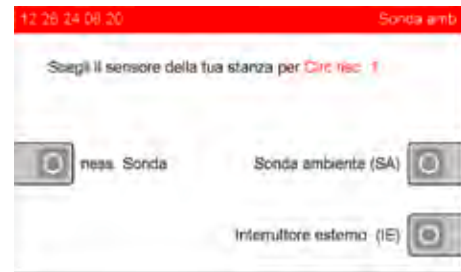 12 26 24 06 20 Sonda amb
Scegli il sensore della tua stanza per Circ risc. 1
ness. Sonda Sonda ambiente (SA)
Interruttore esterno (IE)